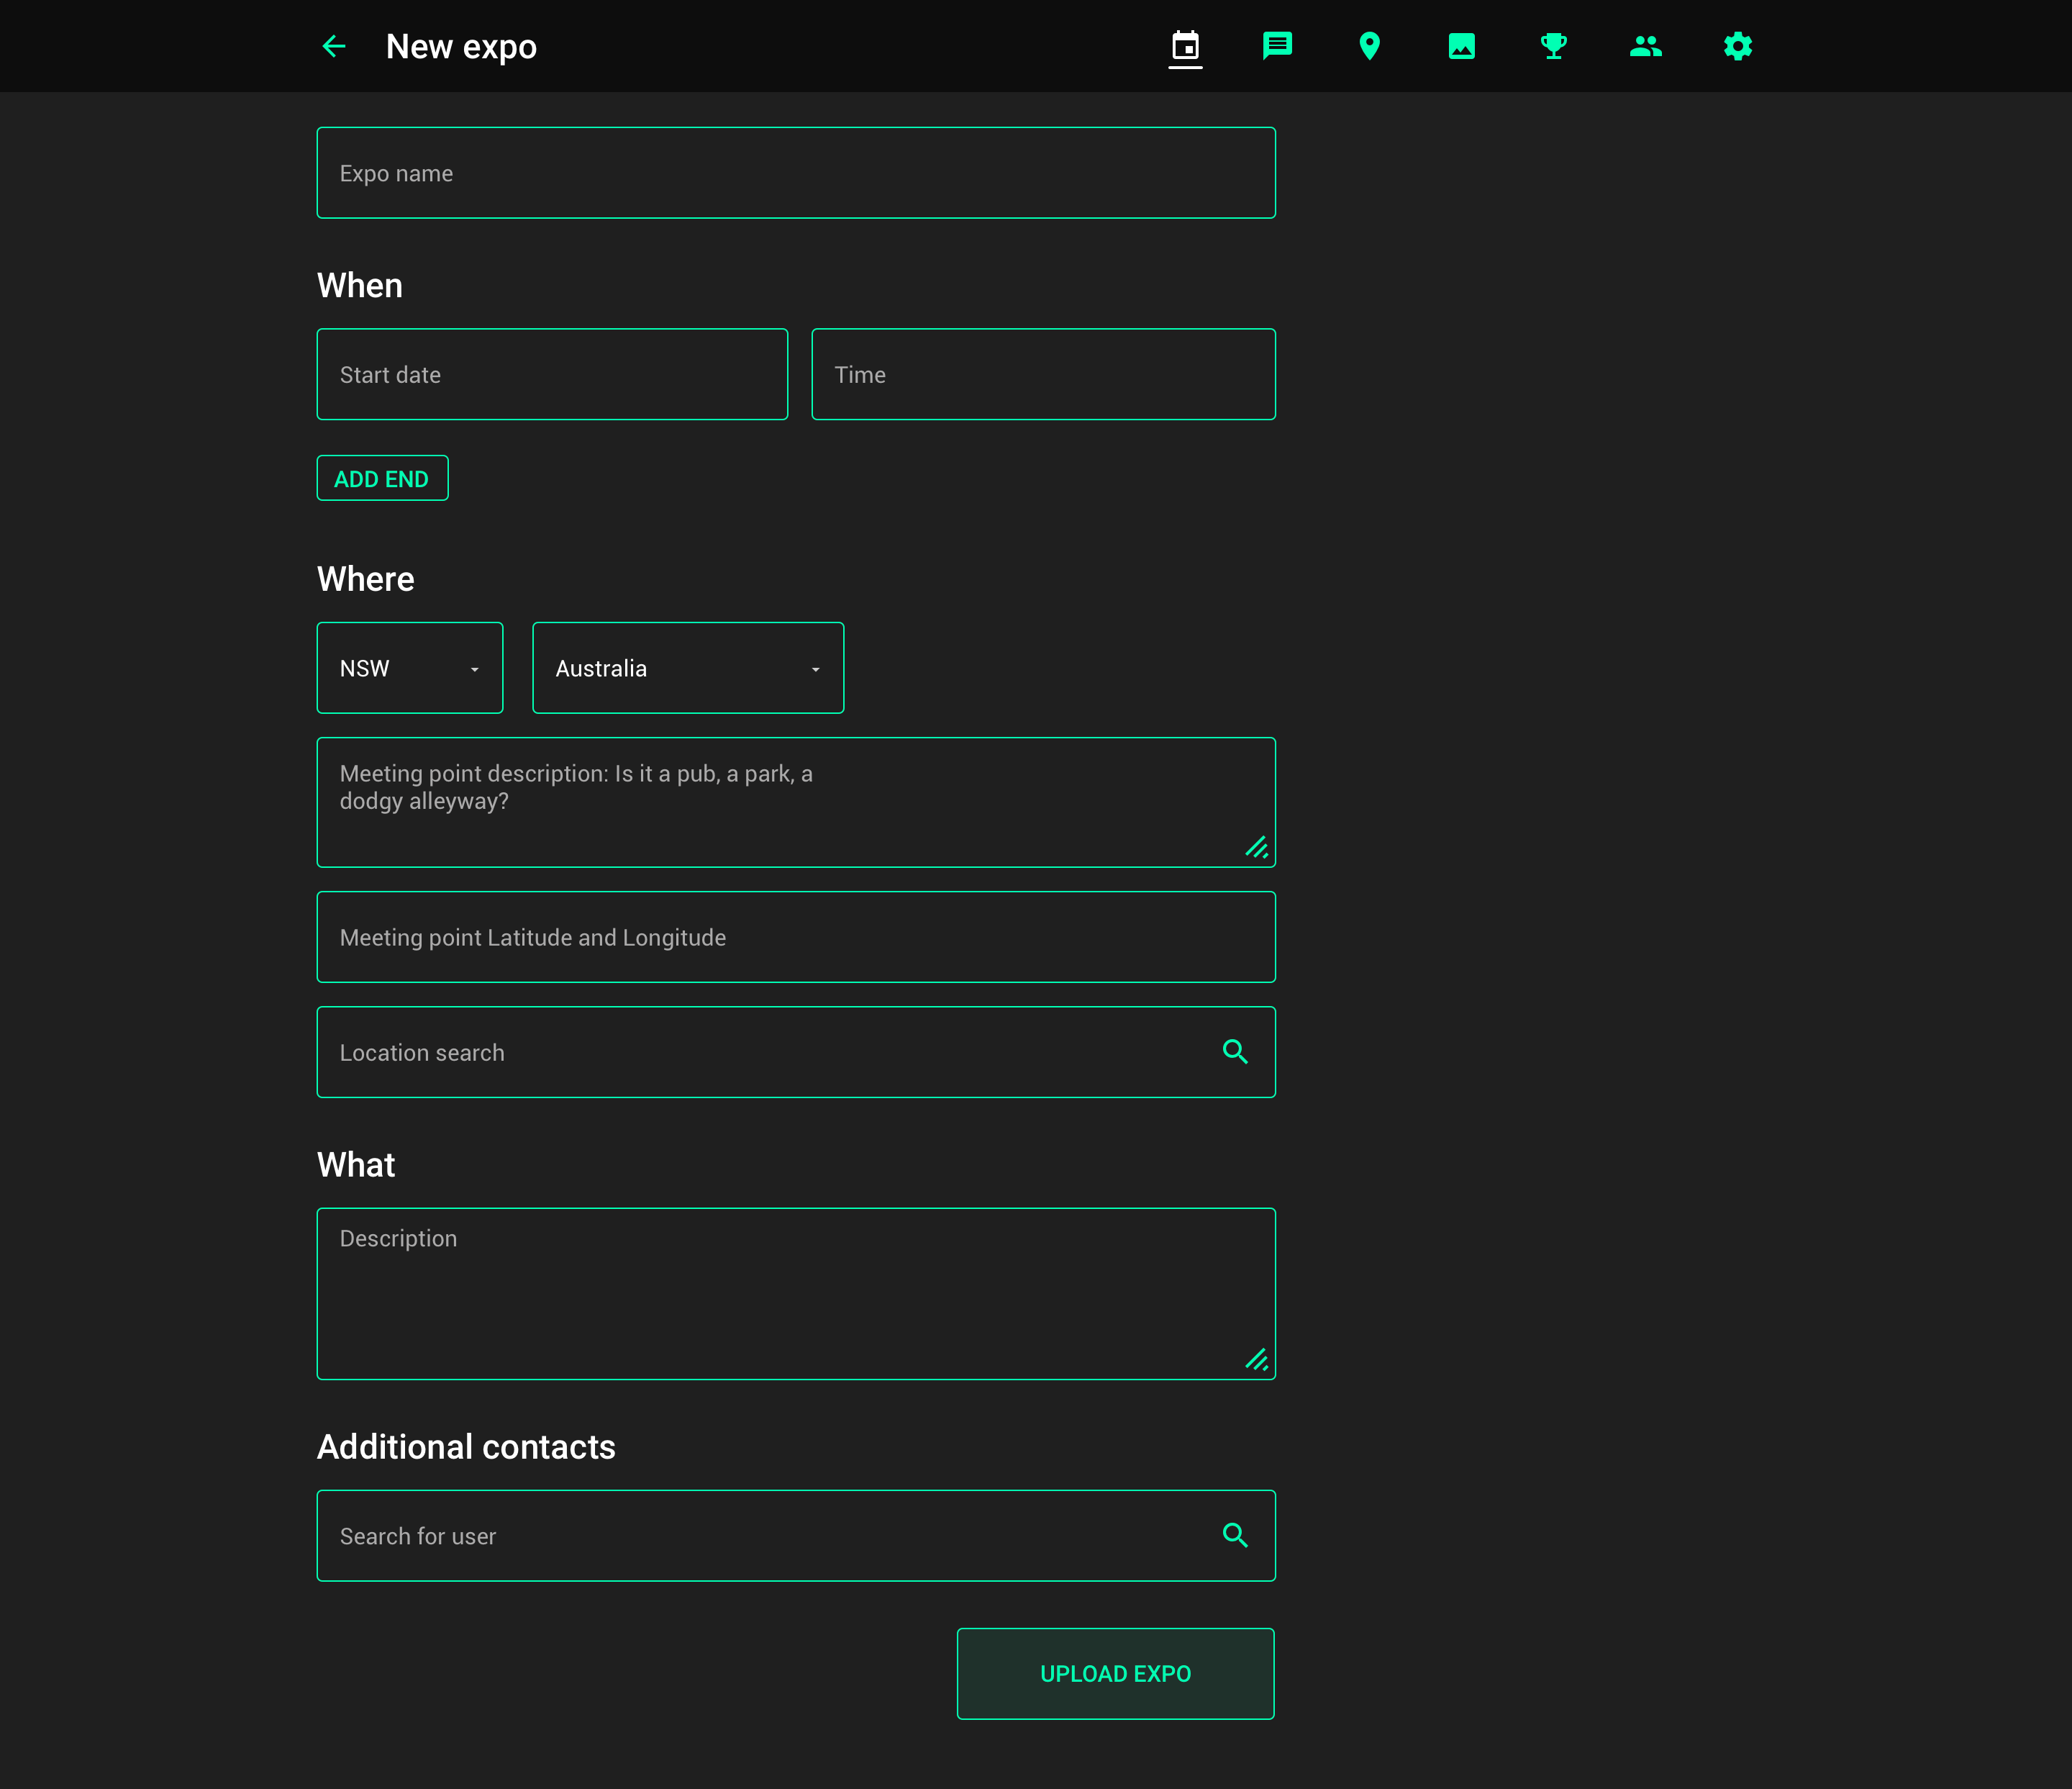 New expo
Expo name
When
Start date
Time
ADD END
Where
NSW
Australia
Meeting point description: Is it a pub, a park, a
dodgy alleyway?
Meeting point Latitude and Longitude
Location search
What
Description
Additional contacts
Search for user
UPLOAD EXPO